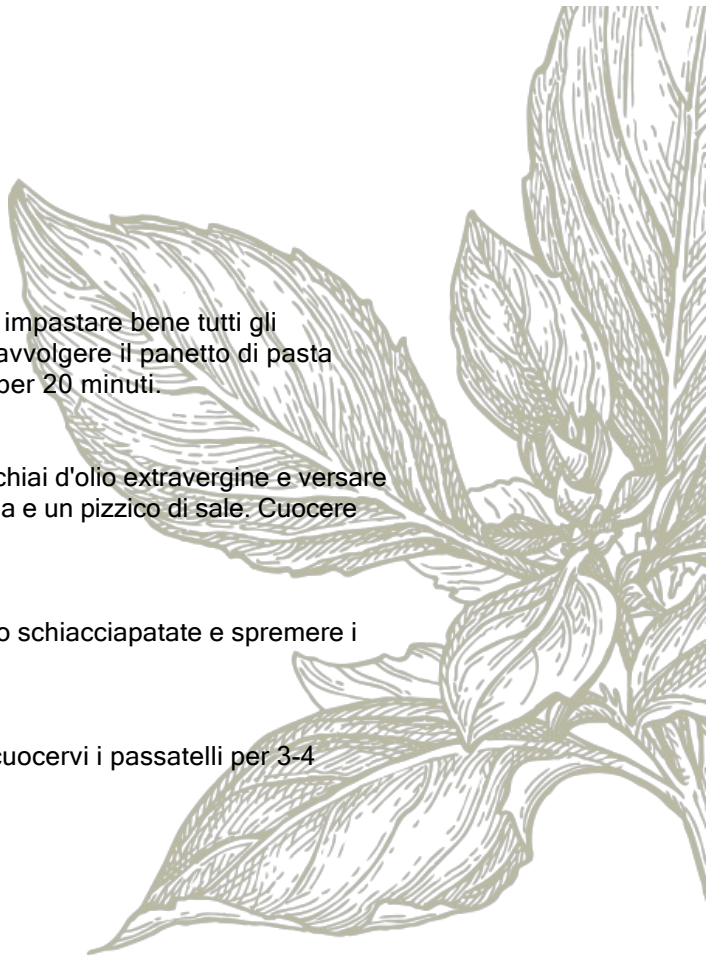 impastare bene tutti gli
avvolgere il panetto di pasta
per 20 minuti.
chiai d'olio extravergine e versare
a e un pizzico di sale. Cuocere
o schiacciapatate e spremere i
cuocervi i passatelli per 3-4